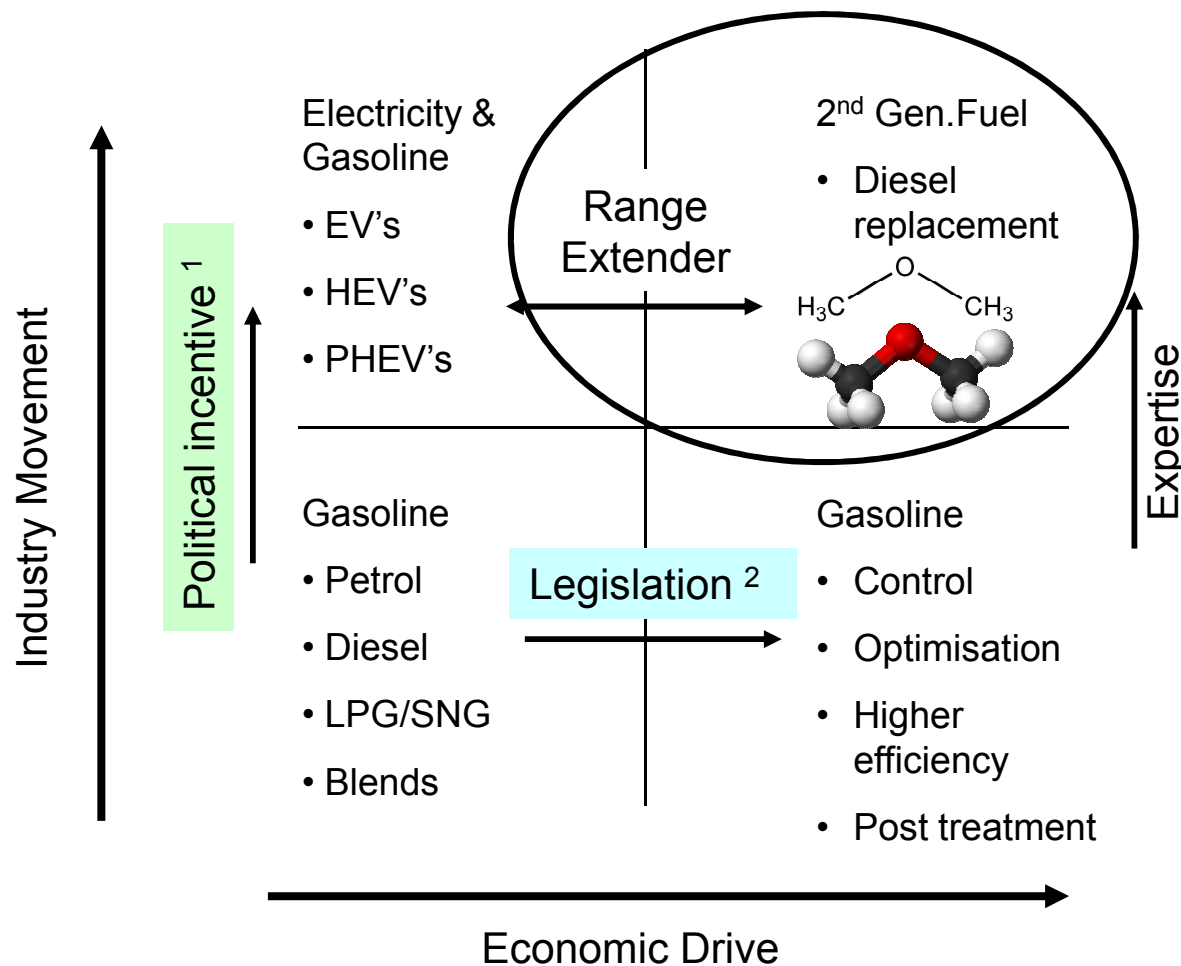 Industry Movement
Political incentive ¹
Electricity &
Gasoline
• EV’s
• HEV’s
• PHEV’s
Range
Extender
2nd Gen.Fuel
• Diesel
replacement
O
H3C
CH3
Expertise
Gasoline
• Petrol
• Diesel
• LPG/SNG
• Blends
Legislation ²
Gasoline
• Control
• Optimisation
• Higher
efficiency
• Post treatment
Economic Drive